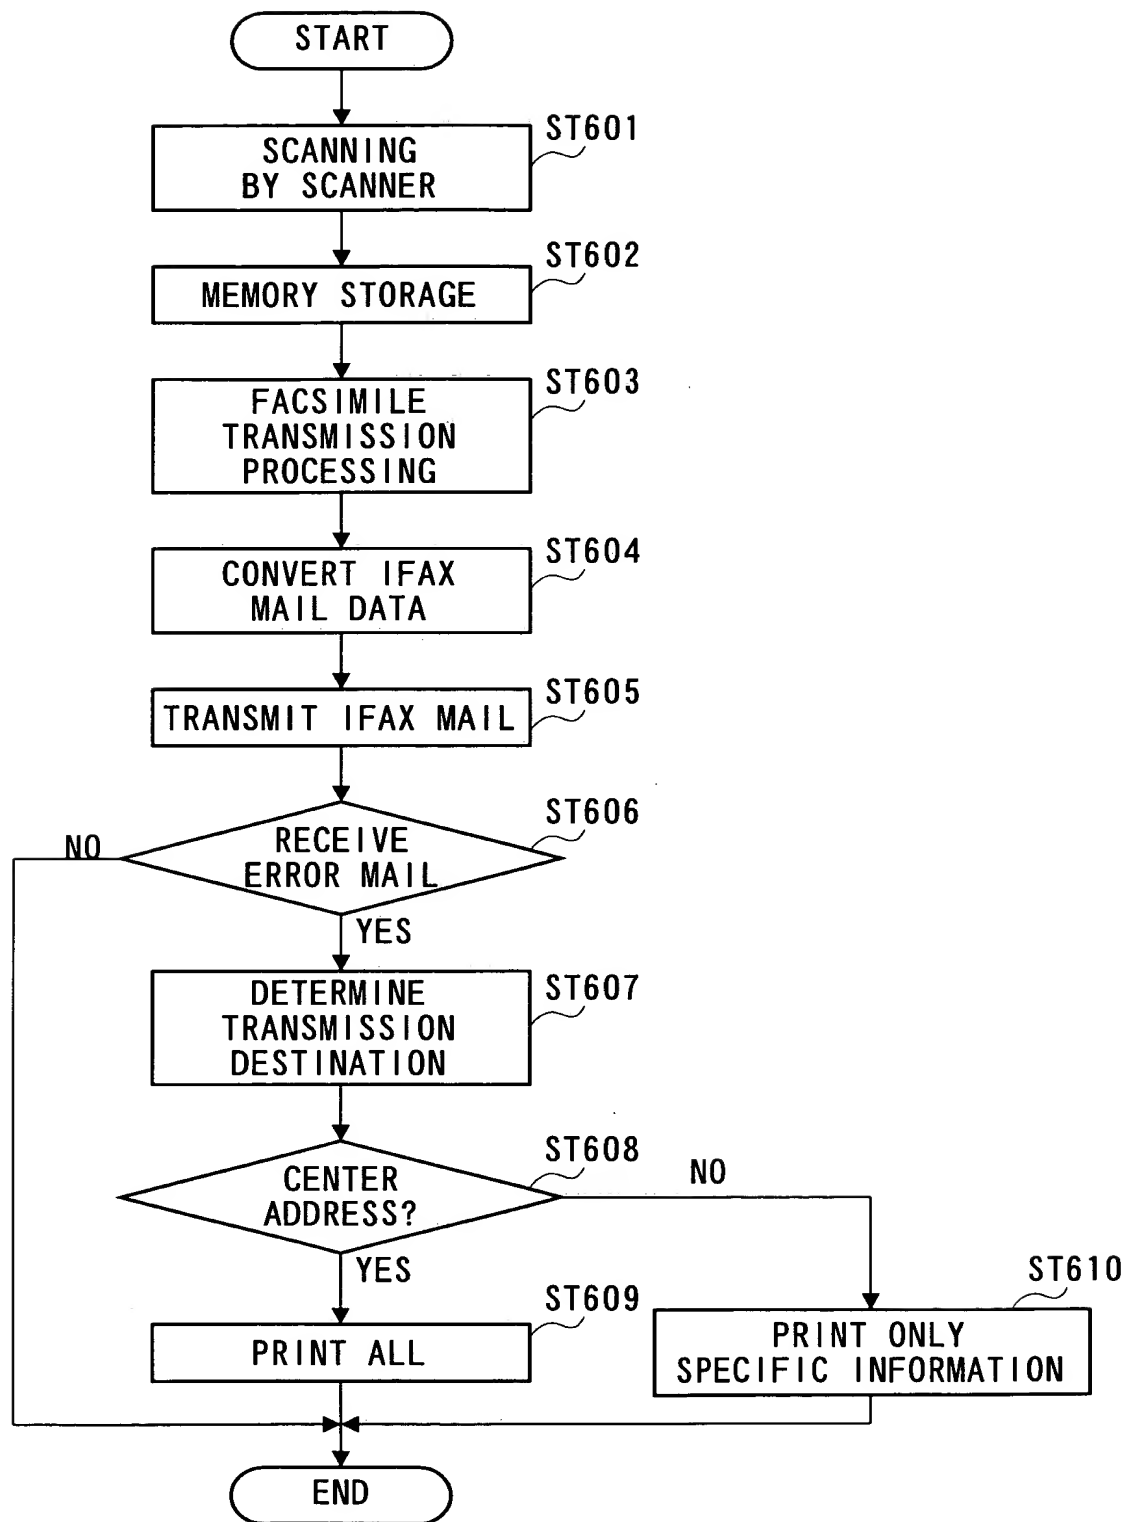 START
ST601
SCANNING
BY SCANNER
ST602
MEMORY STORAGE
ST603
FACSIMILE
TRANSMISSION
PROCESSING
ST604
CONVERT IFAX
MAIL DATA
ST605
TRANSMIT IFAX MAIL
ST606
NO
RECEIVE
ERROR MAIL
YES
ST607
DETERMINE
TRANSMISSION
DESTINATION
ST608
NO
CENTER
ADDRESS?
YES
ST610
ST609
PRINT ALL
PRINT ONLY
SPECIFIC INFORMATION
END